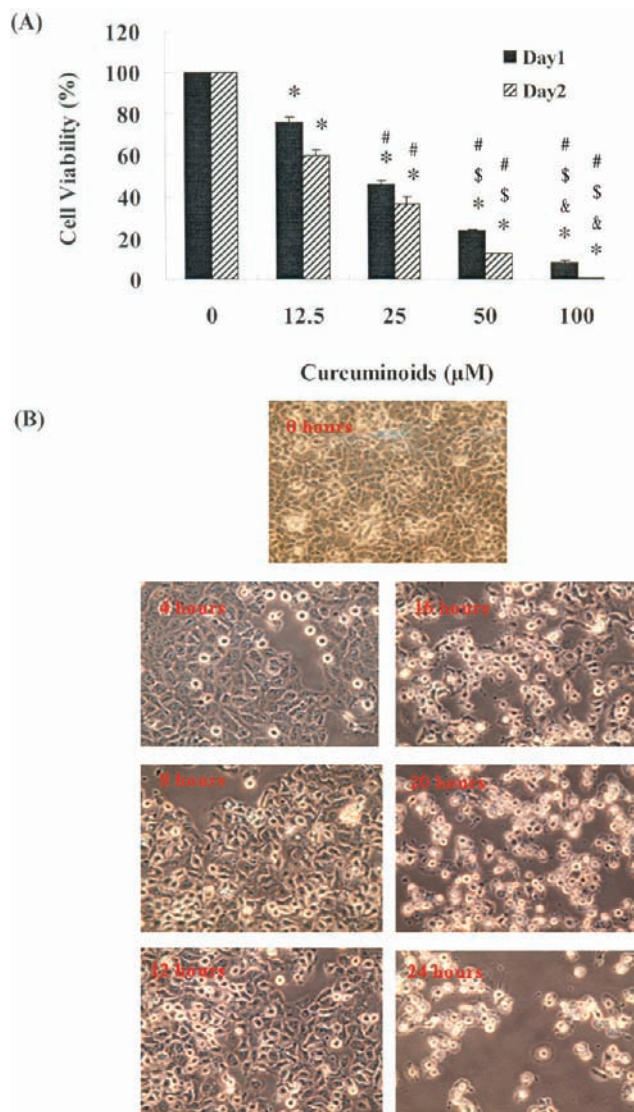 (A)
120
100
80
60
40
20
0
Cell Viability (%)
Day1
Day2
*
*
#
*
#
*
#
$
*
#
$
*
#
$
&
*
#
$
&
*
0 12.5 25 50 100
Curcuminoids (µM)
(B)
0 hours
4 hours
16 hours
8 hours
20 hours
12 hours
24 hours